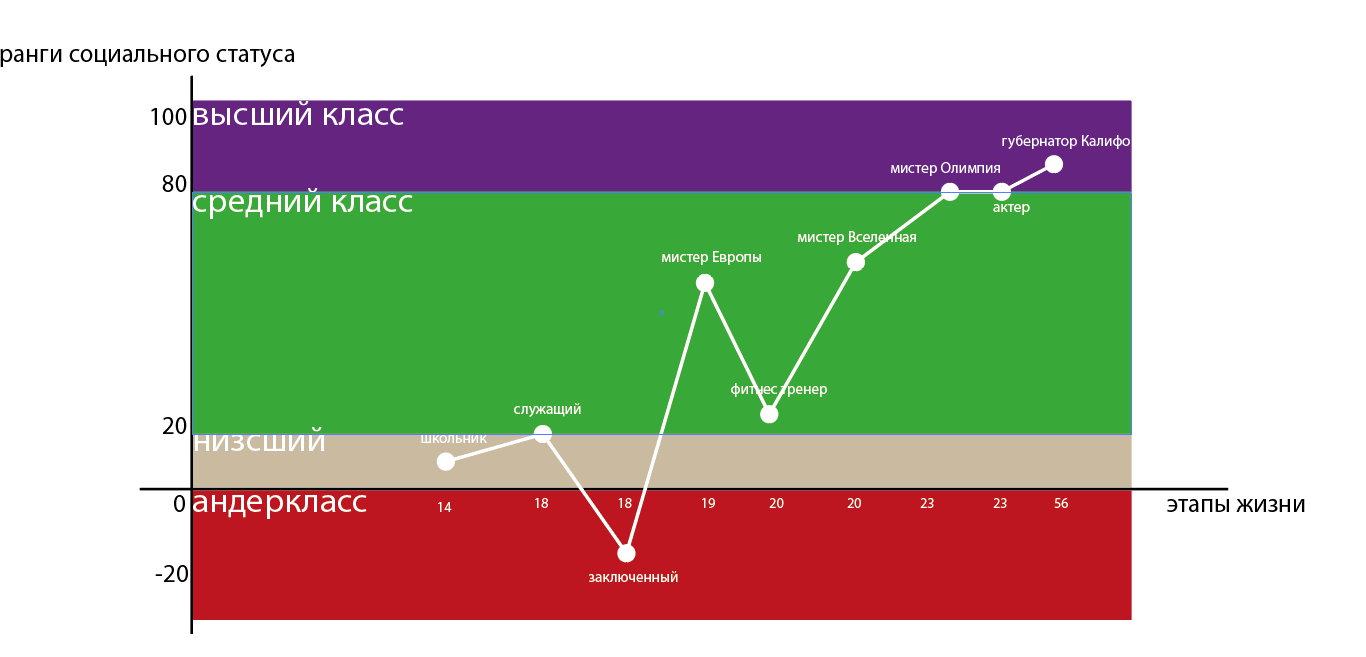 ранги социального статуса
100
высший класс
губернатор Калифо
мистер Олимпия
80
средний класс
актер
мистер Вселенная
мистер Европы
фитнес тренер
служащий
20
низсший
школьник
0
андеркласс
14
18
18
19
20
20
23
23
56
этапы жизни
-20
заключенный